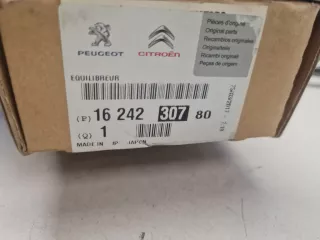 PEUGEOT
CITROËN
Pièces d'origine
Original parts
Recambios originales
Originalteile
Ricambi originali
Peças de origem
EQUILIBREUR
(P) 16 242 307 80
(Q) 1
MADE IN JAPAN